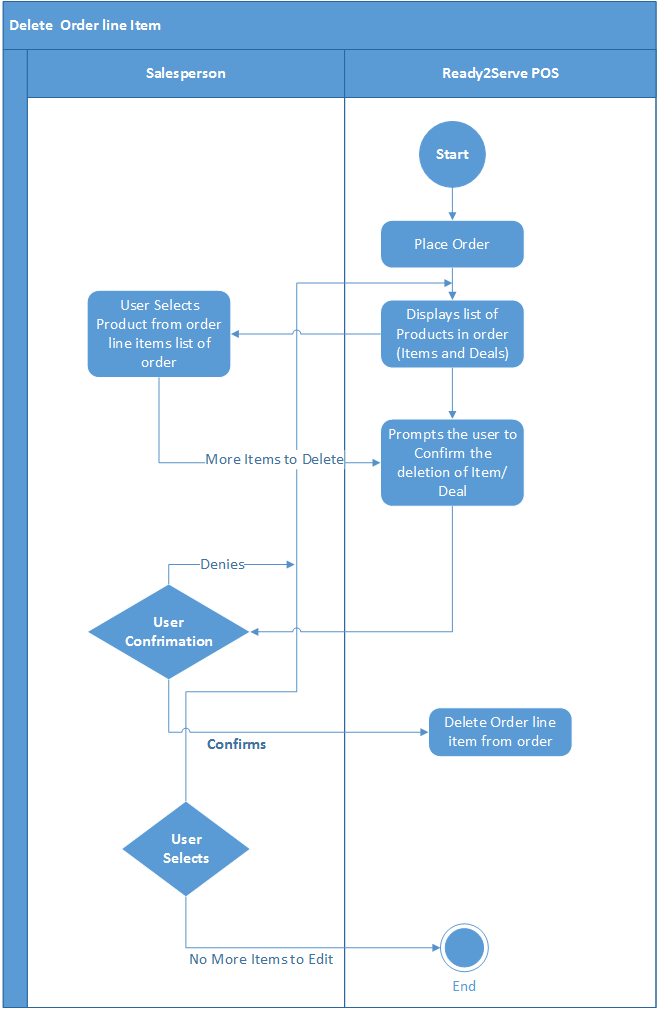 Delete  Order line Item
Salesperson
Ready2Serve POS
Start
Place Order
User Selects
Product from order
line items list of
order
Displays list of
Products in order
(Items and Deals)
Prompts the user to
Confirm the
deletion of Item/
Deal
More Items to Delete
Denies
User
Confrimation
Delete Order line
item from order
Confirms
User
Selects
No More Items to Edit
End